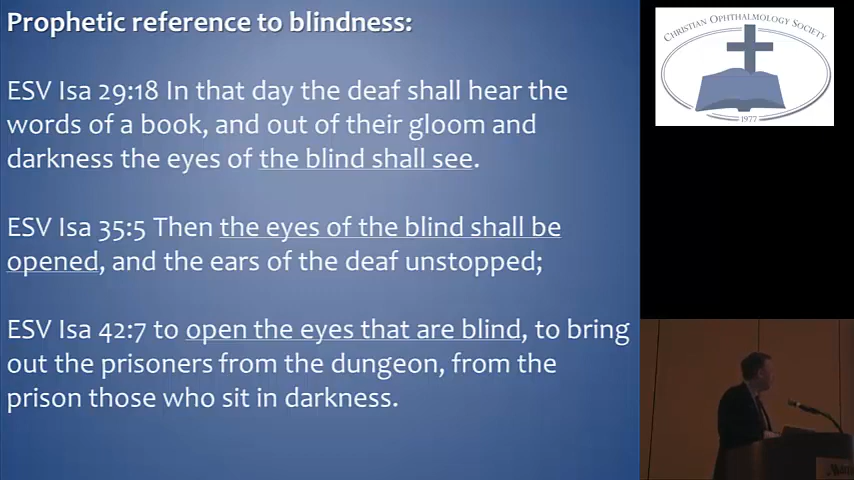 Prophetic reference to blindness:
ESV Isa 29:18 In that day the deaf shall hear the
words of a book, and out of their gloom and
darkness the eyes of the blind shall see.
ESV Isa 35:5 Then the eyes of the blind shall be
opened, and the ears of the deaf unstopped;
ESV Isa 42:7 to open the eyes that are blind, to bring
out the prisoners from the dungeon, from the
prison those who sit in darkness.
CHRISTIAN OPHTHALMOLOGY SOCIETY
1977